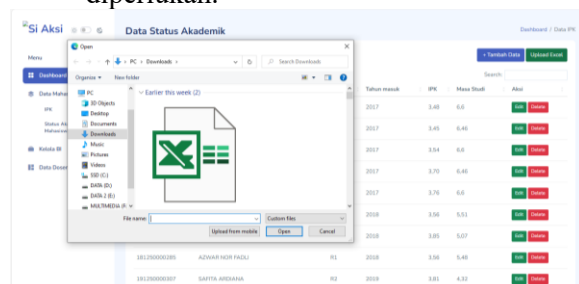 diperlukan.
Si Aksi
Data Status Akademik
Dashboard / Data IPK
Menu
Dashboard
Data Maha
IPK
Status Ak
Mahasisw
Kelola BI
Data Dosen
Open
PC > Downloads >
Search Downloads
Organize
New folder
PC
3D Objects
Desktop
Documents
Downloads
Music
Pictures
Videos
SSD (C:)
DATA (D:)
DATA 2 (E:)
MULTIMEDIA (F:
Earlier this week (2)
File name:
Custom files
Upload from mobile
Open
Cancel
+ Tambah Data
Upload Excel
Search:
Tahun masuk IPK Masa Studi Aksi
2017 3,48 6,6 Edit Delete
2017 3,45 6,46 Edit Delete
2017 3,54 6,6 Edit Delete
2017 3,70 6,46 Edit Delete
2017 3,76 6,6 Edit Delete
2018 3,56 5,51 Edit Delete
2018 3,85 5,07 Edit Delete
181250000285 AZWAR NOR FADLI R1 2018 3,56 5,48 Edit Delete
191250000307 SAFITA ARDIANA R2 2019 3,81 4,33 Edit Delete